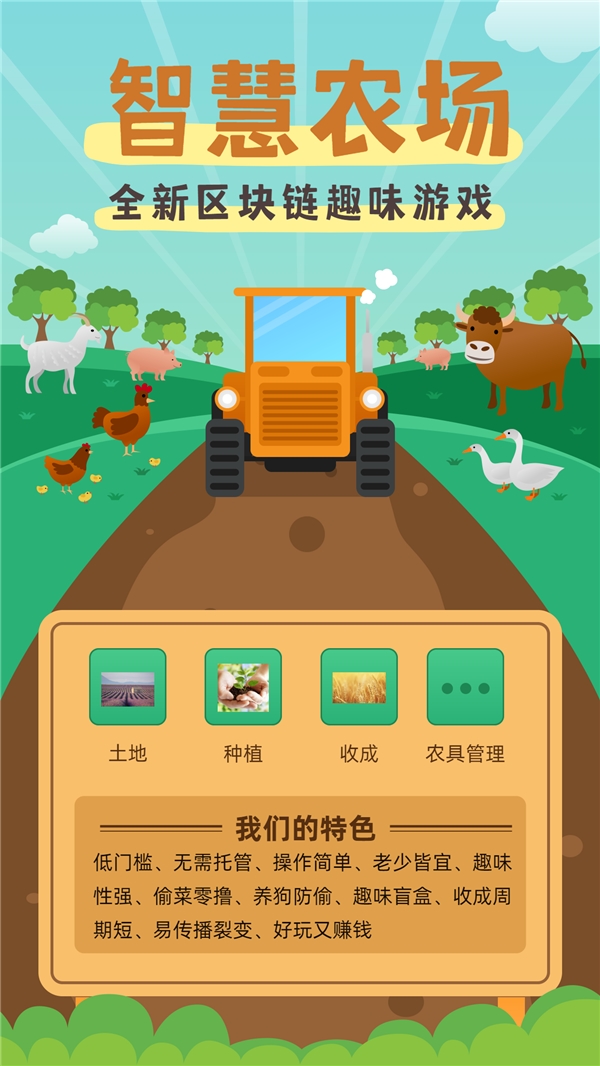 智慧农场
全新区块链趣味游戏
土地 种植 收成 农具管理
我们的特色
低门槛、无需托管、操作简单、老少皆宜、趣味
性强、偷菜零撸、养狗防偷、趣味盲盒、收成周
期短、易传播裂变、好玩又赚钱